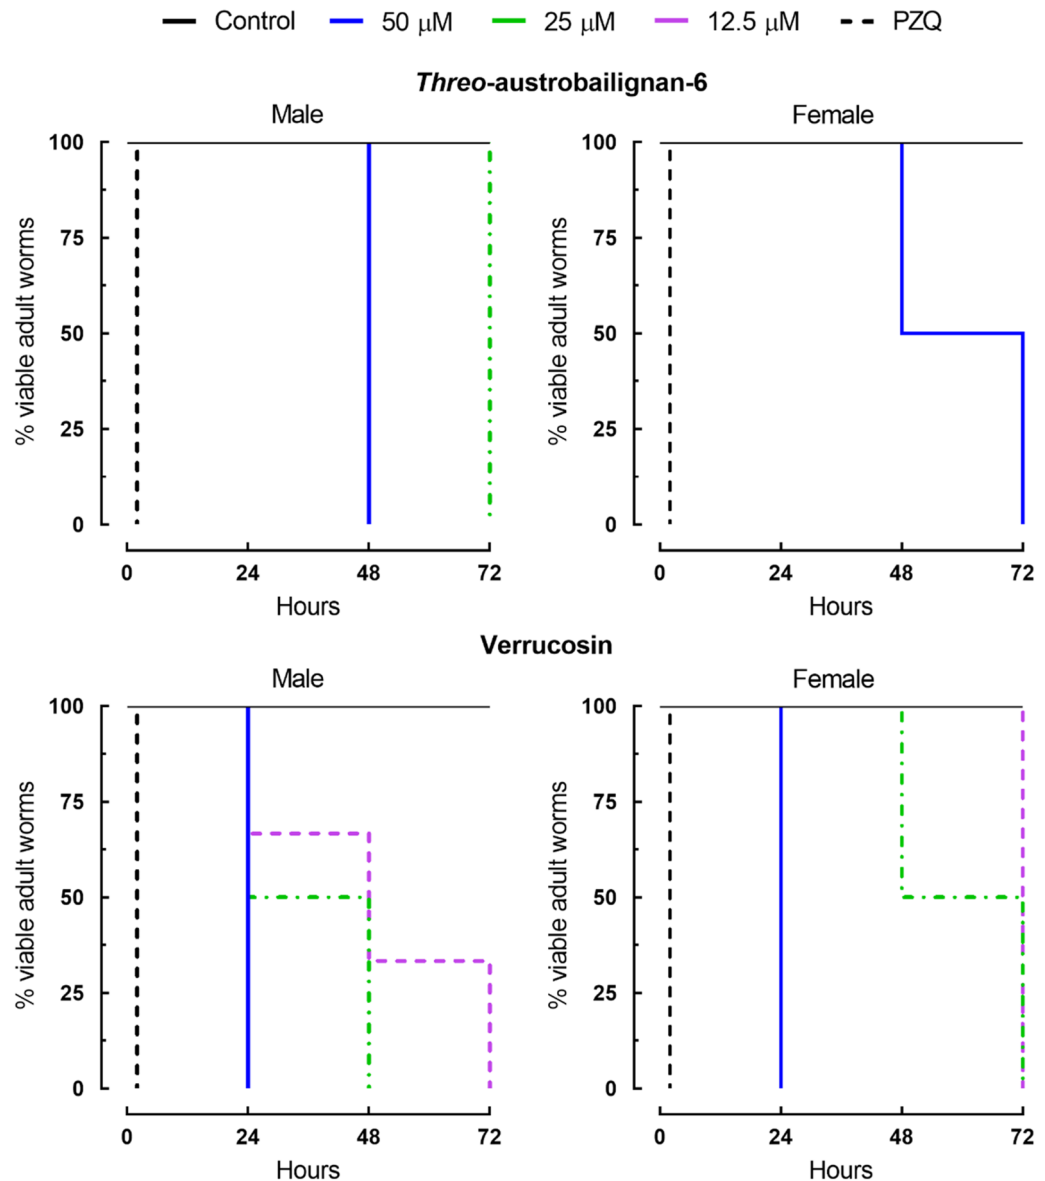 Control 50 μM 25 μM 12.5 μM PZQ
Threo-austrobailignan-6
Male
% viable adult worms
100
75
50
25
0
0 24 48 72
Hours
Female
% viable adult worms
100
75
50
25
0
0 24 48 72
Hours
Verrucosin
Male
% viable adult worms
100
75
50
25
0
0 24 48 72
Hours
Female
% viable adult worms
100
75
50
25
0
0 24 48 72
Hours